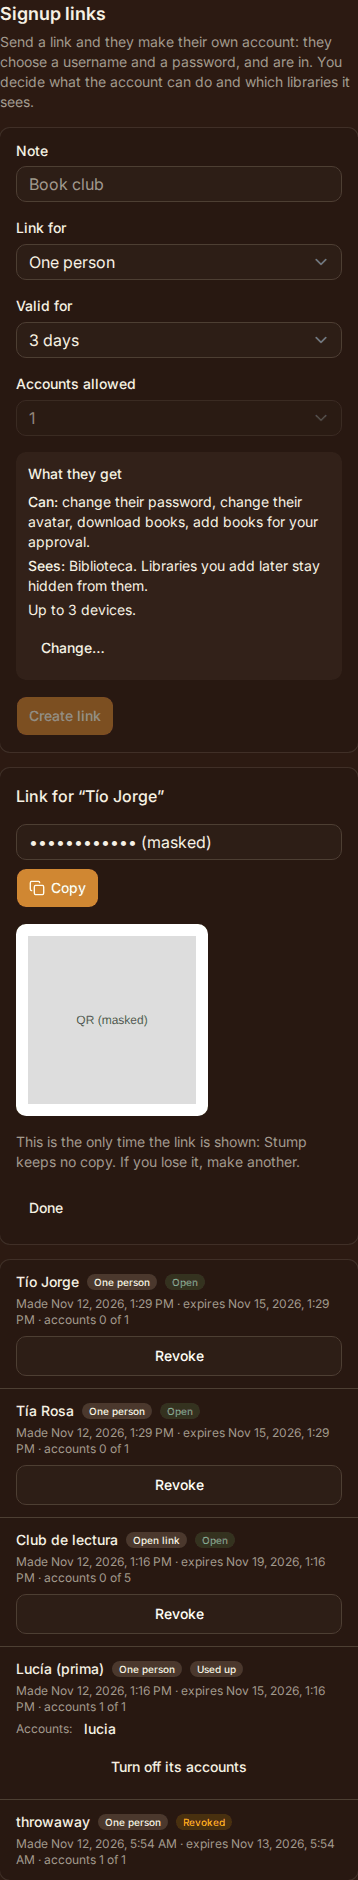 Signup links
Send a link and they make their own account: they
choose a username and a password, and are in. You
decide what the account can do and which libraries it
sees.
Note
Book club
Link for
One person
Valid for
3 days
Accounts allowed
1
What they get
Can: change their password, change their
avatar, download books, add books for your
approval.
Sees: Biblioteca. Libraries you add later stay
hidden from them.
Up to 3 devices.
Change...
Create link
Link for “Tío Jorge”
•••••••••••• (masked)
Copy
QR (masked)
This is the only time the link is shown: Stump
keeps no copy. If you lose it, make another.
Done
Tío Jorge One person Open
Made Nov 12, 2026, 1:29 PM · expires Nov 15, 2026, 1:29
PM · accounts 0 of 1
Revoke
Tía Rosa One person Open
Made Nov 12, 2026, 1:29 PM · expires Nov 15, 2026, 1:29
PM · accounts 0 of 1
Revoke
Club de lectura Open link Open
Made Nov 12, 2026, 1:16 PM · expires Nov 19, 2026, 1:16
PM · accounts 0 of 5
Revoke
Lucía (prima) One person Used up
Made Nov 12, 2026, 1:16 PM · expires Nov 15, 2026, 1:16
PM · accounts 1 of 1
Accounts: lucia
Turn off its accounts
throwaway One person Revoked
Made Nov 12, 2026, 5:54 AM · expires Nov 13, 2026, 5:54
AM · accounts 1 of 1